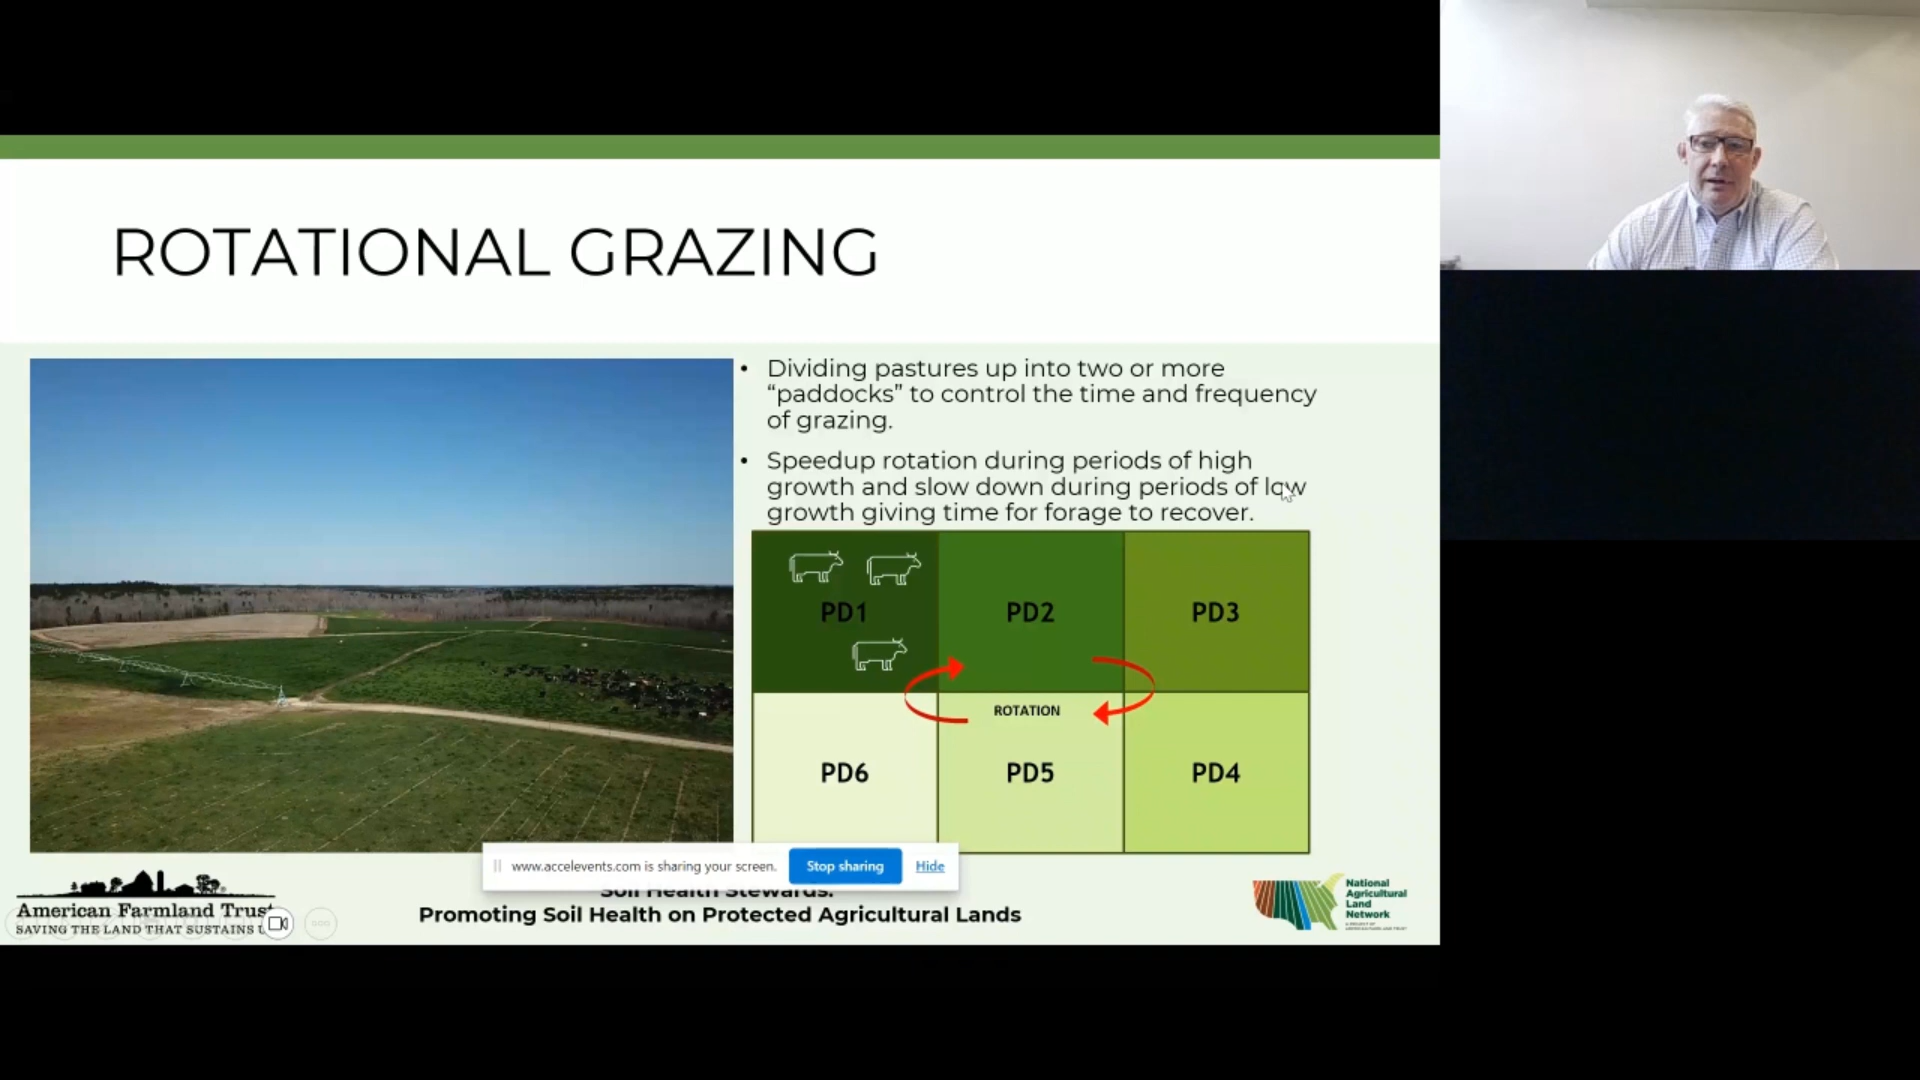 ROTATIONAL GRAZING
• Dividing pastures up into two or more
“paddocks” to control the time and frequency
of grazing.
• Speedup rotation during periods of high
growth and slow down during periods of low
growth giving time for forage to recover.
PD1
PD2
PD3
ROTATION
PD6
PD5
PD4
www.accelevents.com is sharing your screen.
Stop sharing
Hide
Soil Health Stewards:
Promoting Soil Health on Protected Agricultural Lands
American Farmland Trust
SAVING THE LAND THAT SUSTAINS
National
Agricultural
Land
Network